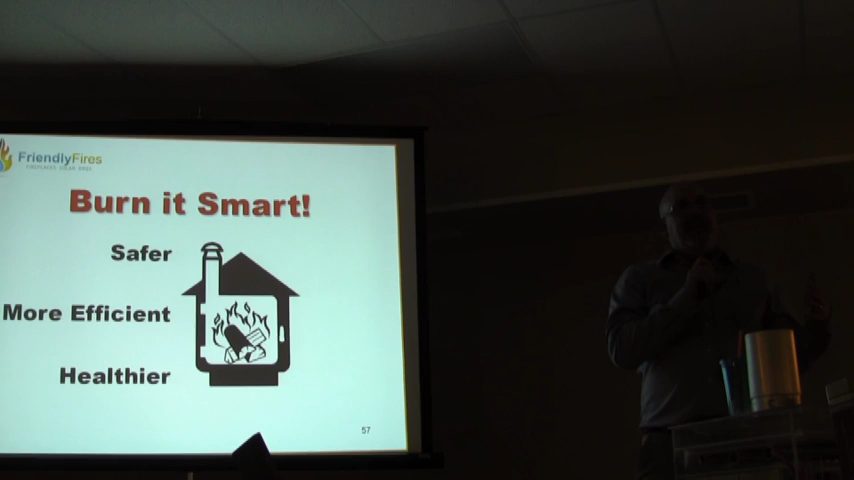 FriendlyFires
Burn it Smart!
Safer
More Efficient
Healthier
57